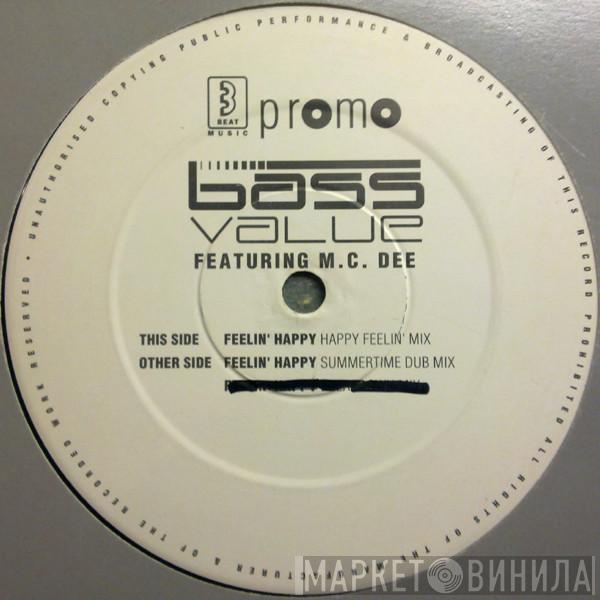 3
BEAT
MUSIC
promo
bass
value
FEATURING M.C. DEE
THIS SIDE FEELIN' HAPPY HAPPY FEELIN' MIX
OTHER SIDE FEELIN' HAPPY SUMMERTIME DUB MIX
UNAUTHORISED COPYING PUBLIC PERFORMANCE & BROADCASTING OF THIS RECORD PROHIBITED ALL RIGHTS OF THE MANUFACTURER & OF THE RECORDED WORK RESERVED •
МАРКЕТ ВИНИЛА